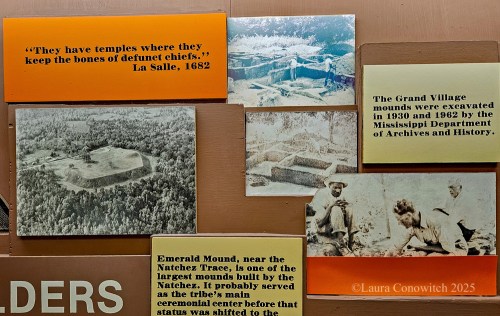 "They have temples where they
keep the bones of defunct chiefs."
La Salle, 1682
The Grand Village
mounds were excavated
in 1930 and 1962 by the
Mississippi Department
of Archives and History.
Emerald Mound, near the
Natchez Trace, is one of the
largest mounds built by the
Natchez. It probably served
as the tribe's main
ceremonial center before that
status was shifted to the
LDERS
©Laura Conowitch 2025